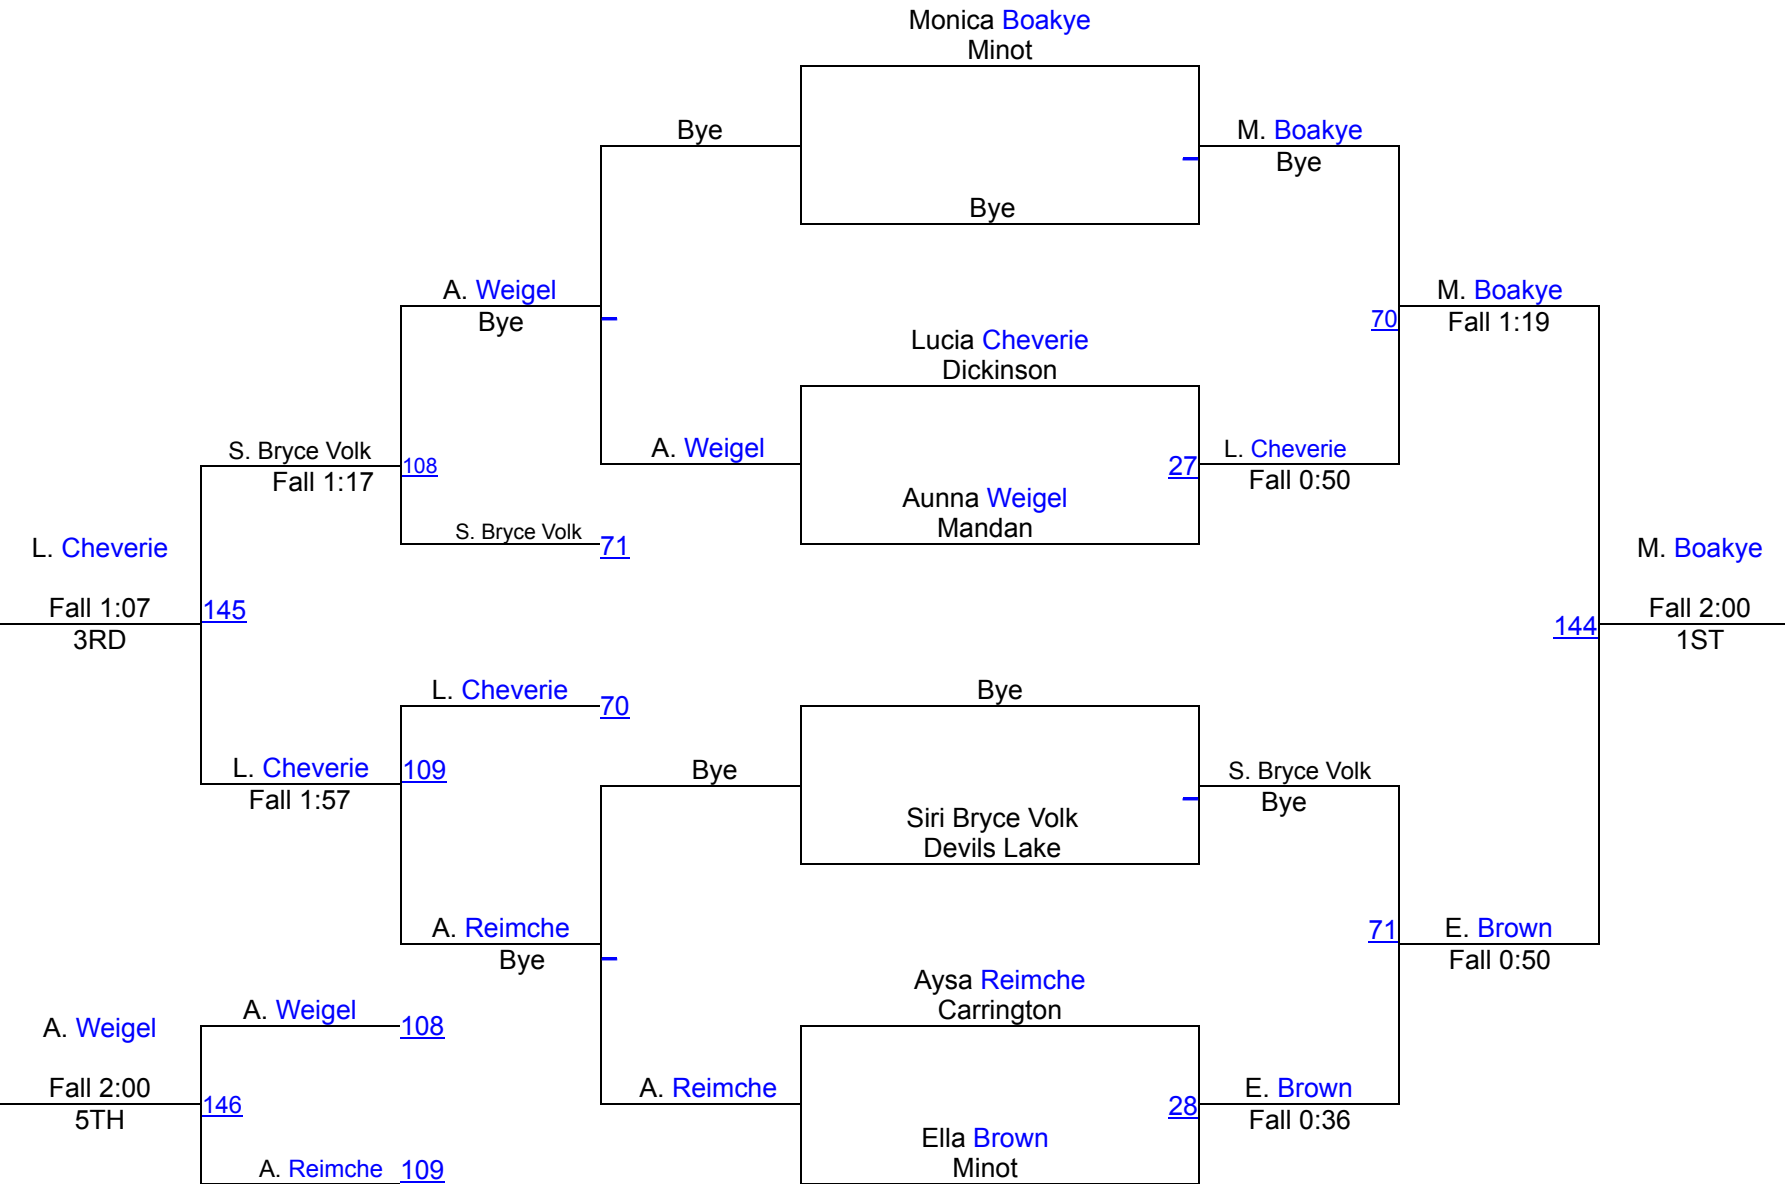 Monica Boakye
Minot
Bye
M. Boakye
Bye
Bye
A. Weigel
Bye
M. Boakye
70
Fall 1:19
Lucia Cheverie
Dickinson
S. Bryce Volk
108
Fall 1:17
A. Weigel
27
L. Cheverie
Fall 0:50
Aunna Weigel
Mandan
S. Bryce Volk
71
L. Cheverie
M. Boakye
Fall 1:07
145
3RD
Fall 2:00
144
1ST
L. Cheverie
70
Bye
L. Cheverie
109
Fall 1:57
Bye
S. Bryce Volk
Bye
Siri Bryce Volk
Devils Lake
A. Reimche
Bye
71
E. Brown
Fall 0:50
Aysa Reimche
Carrington
A. Weigel
A. Weigel
108
Fall 2:00
146
5TH
A. Reimche
28
E. Brown
Fall 0:36
Ella Brown
Minot
A. Reimche
109